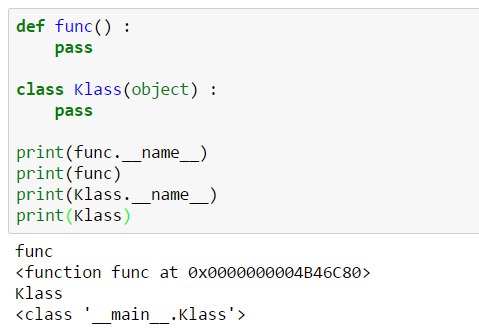 def func() :
    pass

class Klass(object) :
    pass

print(func.__name__)
print(func)
print(Klass.__name__)
print(Klass)
func
<function func at 0x0000000004B46C80>
Klass
<class '__main__.Klass'>